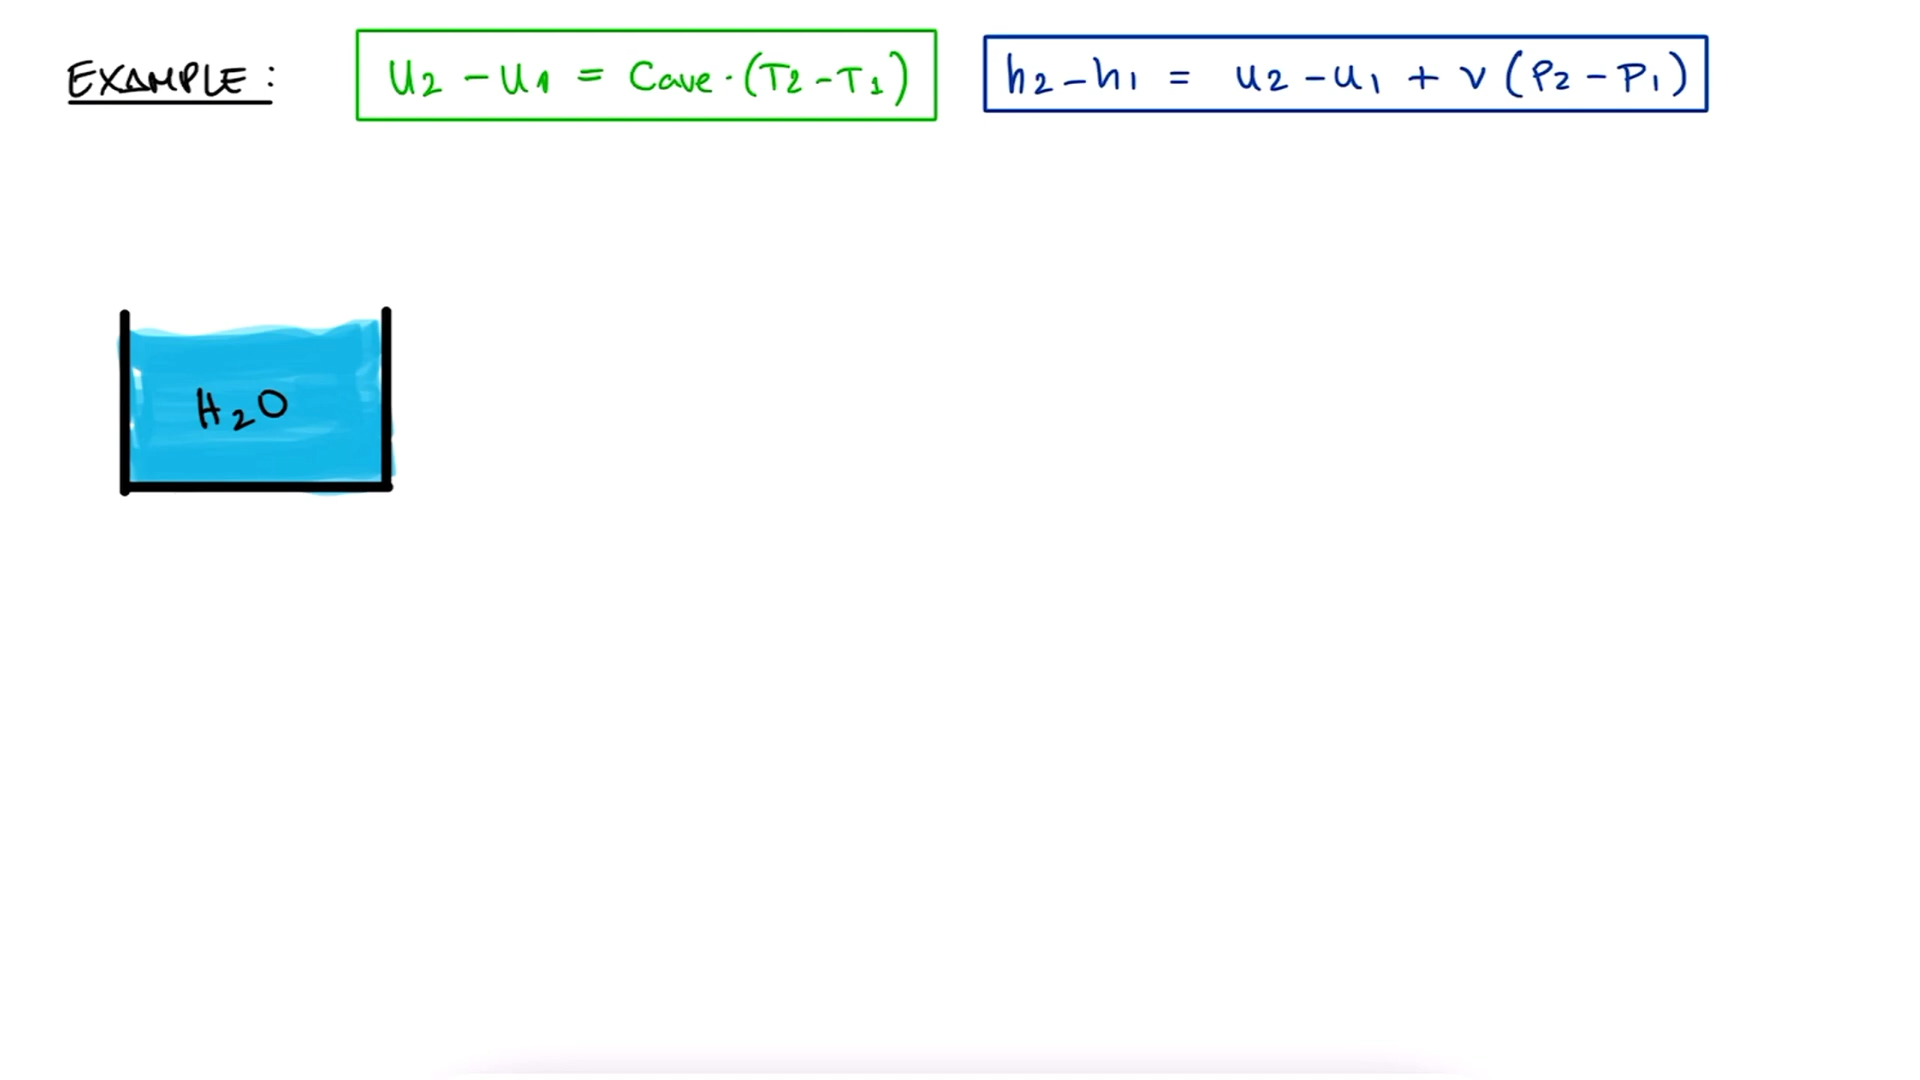 EXAMPLE: u2 - u1 = Cave · (T2 - T1) h2 - h1 = u2 - u1 + v (P2 - P1)
H2O